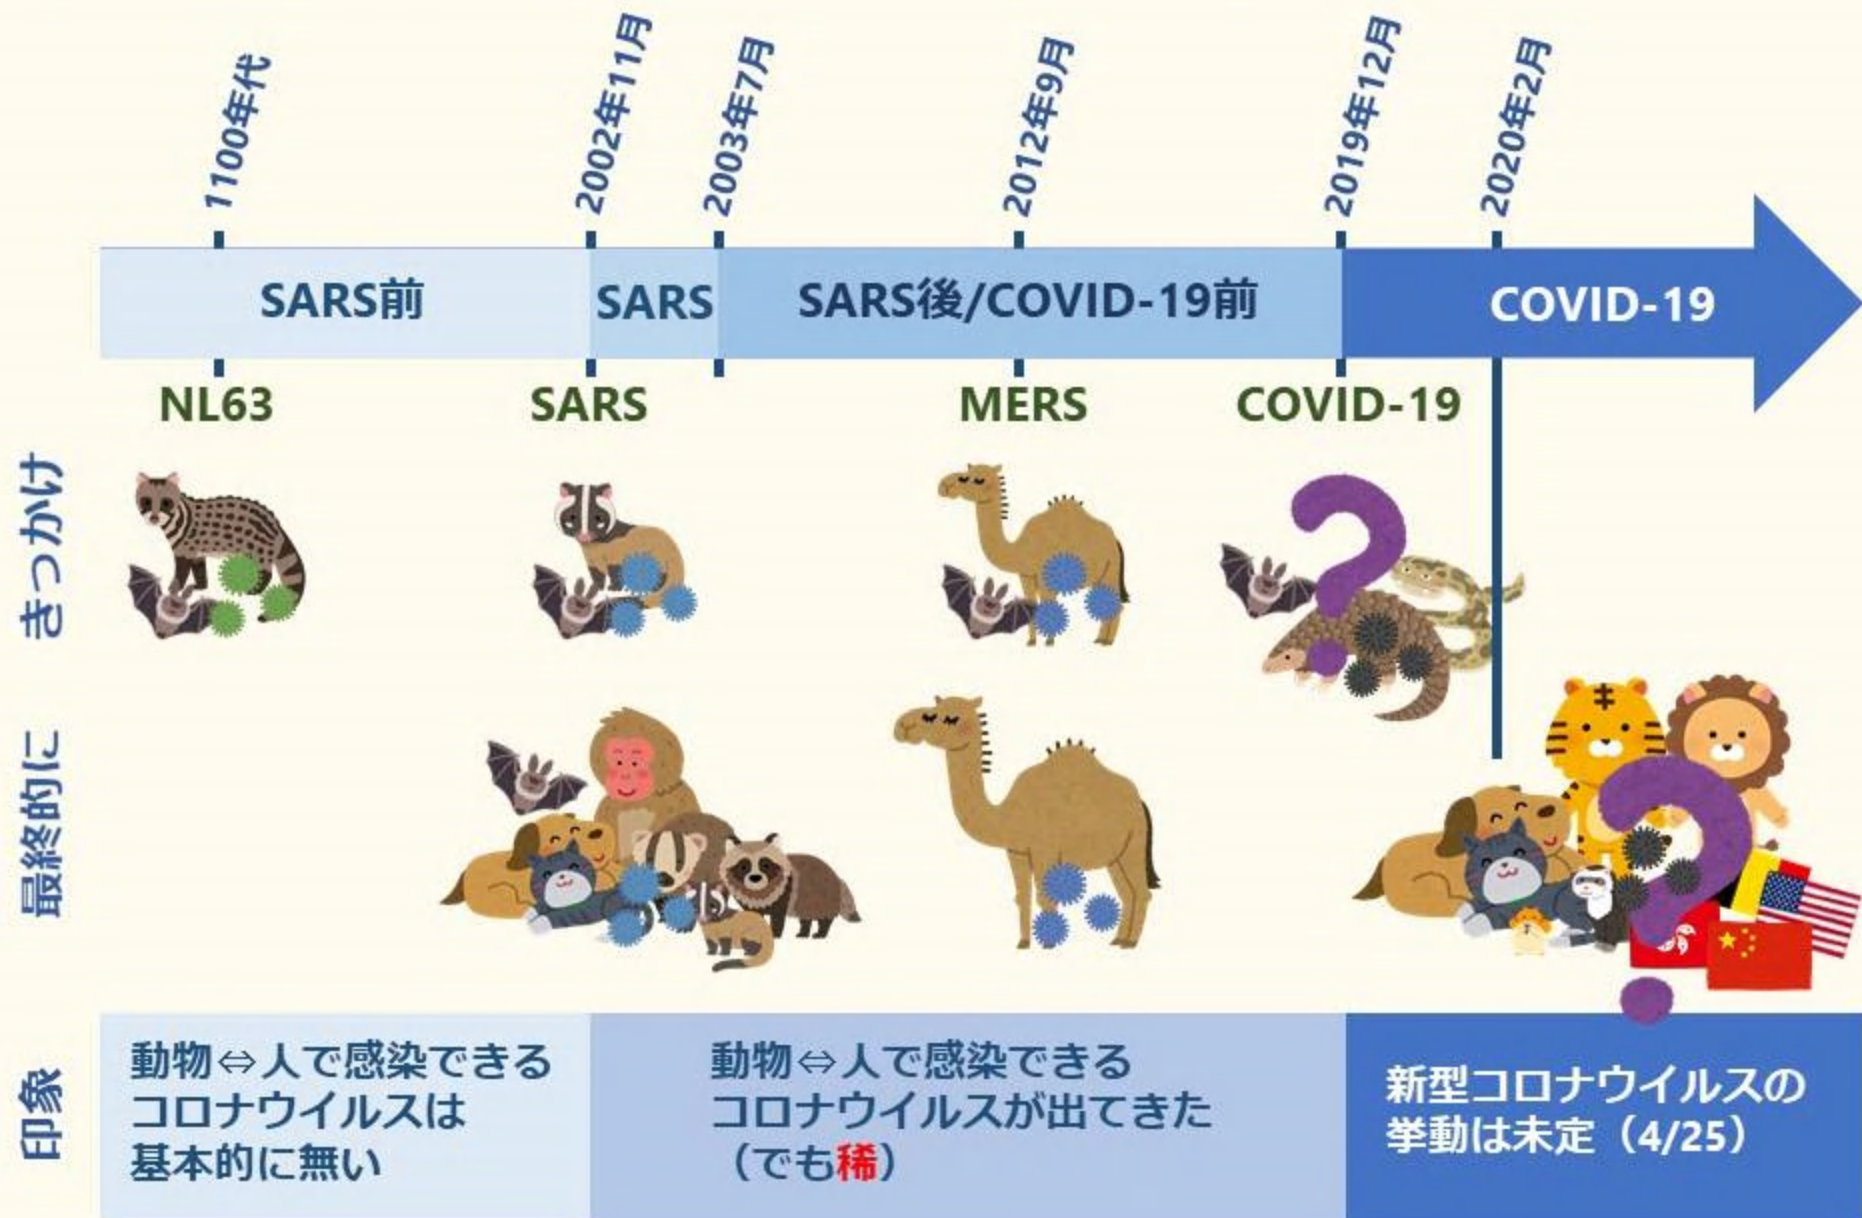 1100年代
2002年11月
2003年7月
2012年9月
2019年12月
2020年2月
SARS前
SARS
SARS後/COVID-19前
COVID-19
NL63
SARS
MERS
COVID-19
きっかけ
最終的に
印象
動物⇔人で感染できる
コロナウイルスは
基本的に無い
動物⇔人で感染できる
コロナウイルスが出てきた
（でも稀）
新型コロナウイルスの
挙動は未定（4/25）